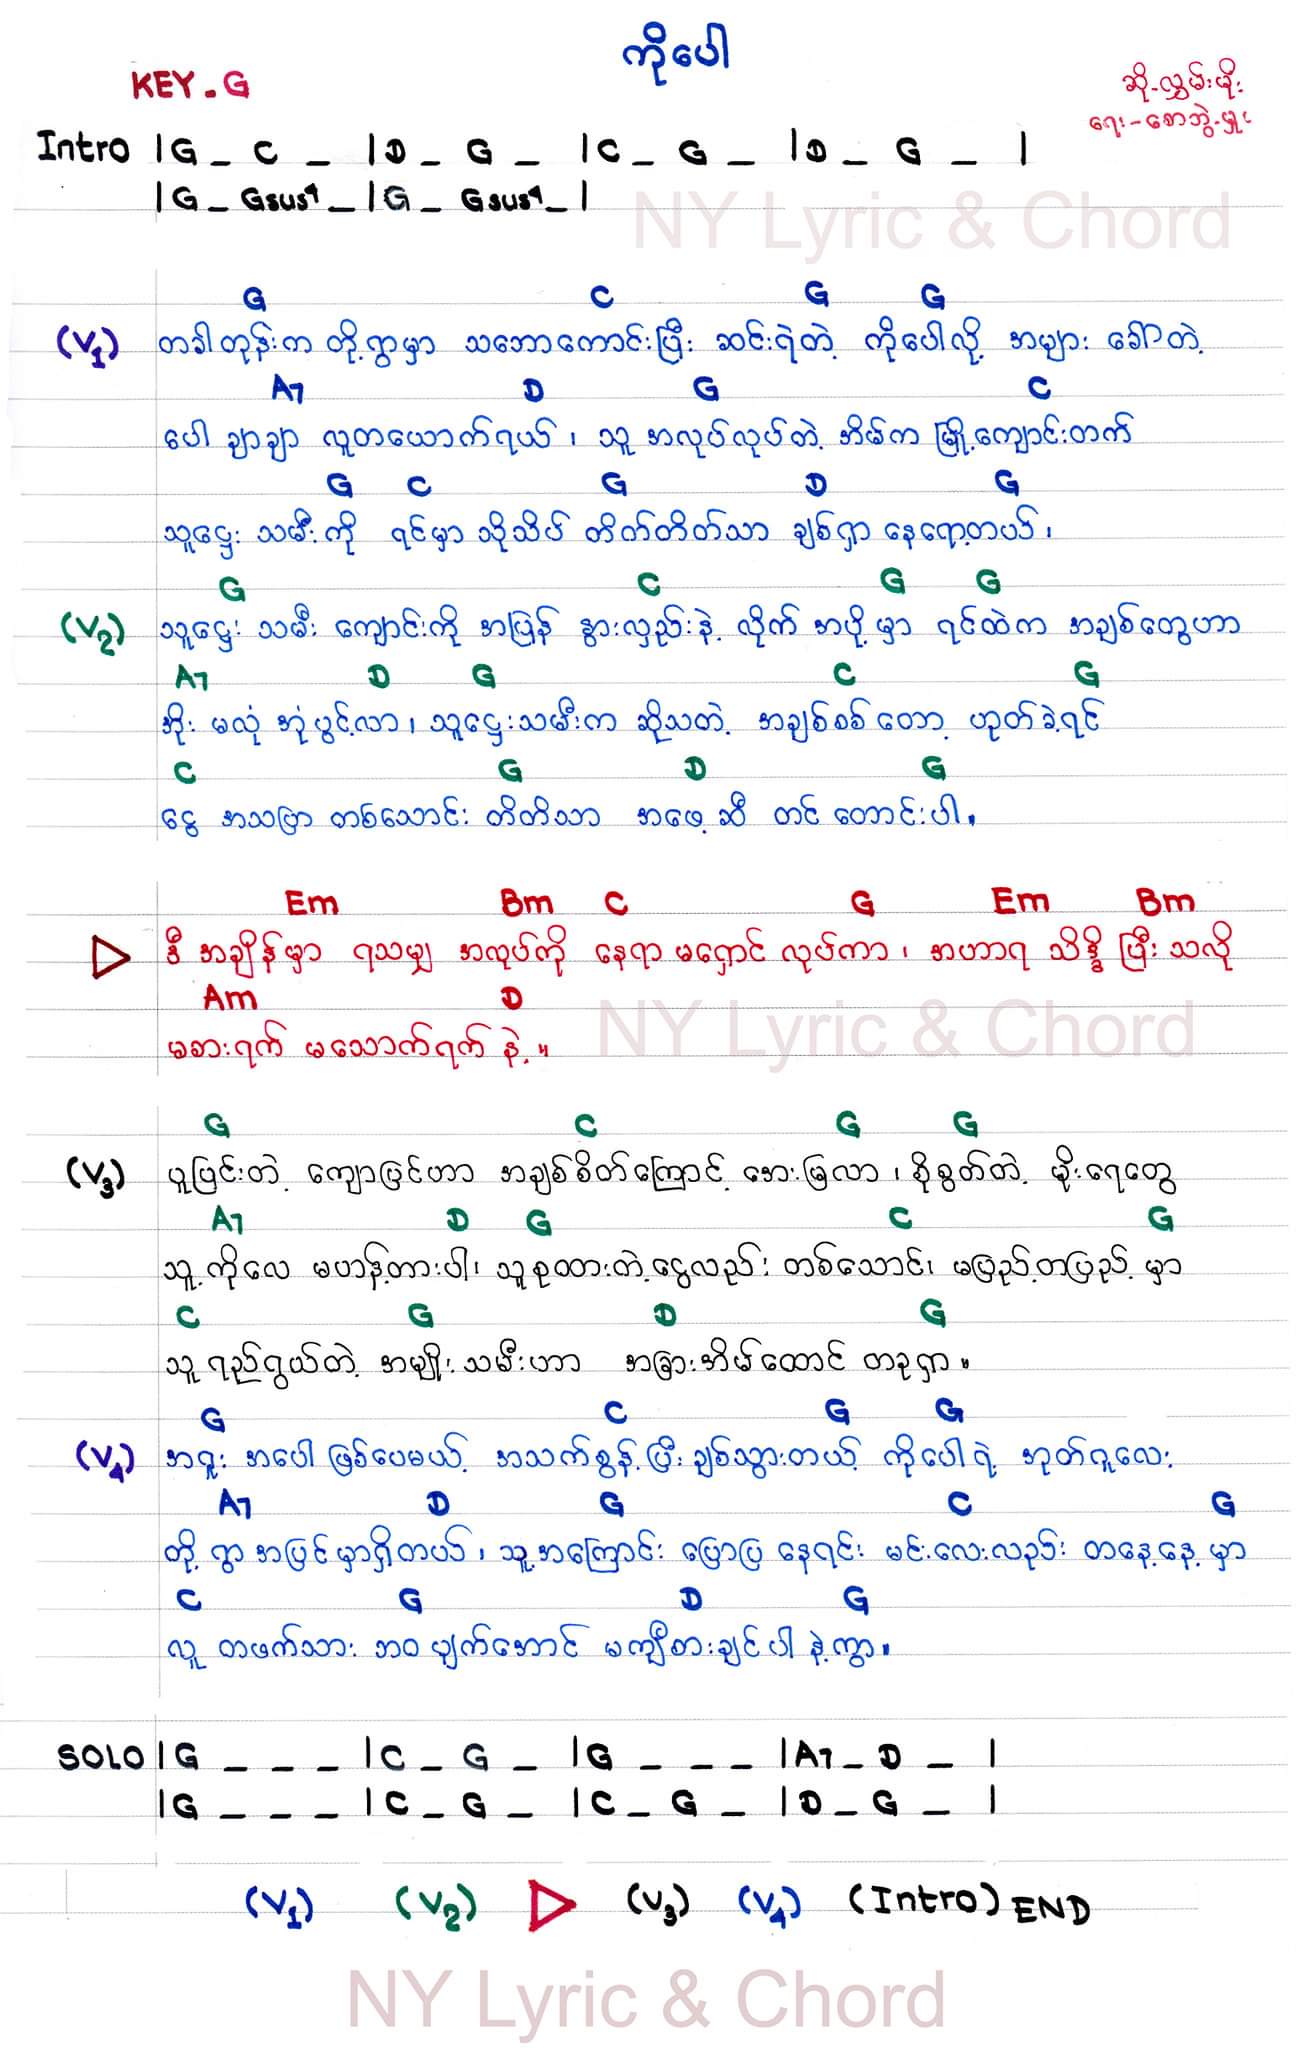 ကိုပေါ
KEY - G
ဆို-လွှမ်းမိုး
ရေး-စောဘွဲ့မှူး
Intro |G _ C _ |D _ G _ |C _ G _ |D _ G _ |
|G _ Gsus4 _ |G _ Gsus4 _ |
NY Lyric & Chord
G C G G
(V1) တခါတုန်းက တို့ရွာမှာ သဘောကောင်းပြီး ဆင်းရဲတဲ့ ကိုပေါလို့ အများ ခေါ်တဲ့
A7 D G C
ပေါ ချာချာ လူတယောက်ရယ်၊ သူ အလုပ်လုပ်တဲ့ အိမ်က မြို့ကျောင်းတက်
G C G D G
သူဌေး သမီးကို ရင်မှာ သိုသိပ် တိတ်တိတ်သာ ချစ်ရှာ နေရော့တယ်၊
G C G G
(V2) သူဌေး သမီး ကျောင်းကို အပြန် နွားလှည်းနဲ့ လိုက် အပို့မှာ ရင်ထဲက အချစ်တွေဟာ
A7 D G C G
အိုး မလုံ အုံပွင့်လာ၊ သူဌေးသမီးက ဆိုသတဲ့ အချစ်စစ် တော့ ဟုတ်ခဲ့ရင်
C G D G
ငွေ အသပြာ တစ်သောင်း တိတိသာ အဖေ့ဆီ တင် တောင်းပါ။
Em Bm C G Em Bm
▷ ဒီ အချိန်မှာ ရသမျှ အလုပ်ကို နေရာမရှောင် လုပ်ကာ၊ အဟာရ သိဒ္ဓိ ပြီးသလို
Am D
မစားရက် မသောက်ရက် နဲ့။
NY Lyric & Chord
G C G G
(V3) ပူပြင်းတဲ့ ကျောပြင်ဟာ အချစ်စိတ်ကြောင့် အေးမြလာ၊ စိုစွတ်တဲ့ မိုးရေတွေ
A7 D G C G
သူ့ကိုလေ မဟန့်တားပါ၊ သူစုထားတဲ့ငွေလည်း တစ်သောင်း၊ မပြည့်တပြည့် မှာ
C G D G
သူ ရည်ရွယ်တဲ့ အမျိုးသမီးဟာ အခြားအိမ်ထောင် တခုရှာ။
G C G G
(V4) အရူး အပေါ ဖြစ်ပေမယ့် အသက်စွန့်ပြီး ချစ်သွားတယ့် ကိုပေါရဲ့ အုတ်ဂူလေး
A7 D G C G
တို့ ရွာအပြင်မှာရှိတယ်၊ သူ့အကြောင်း ပြောပြ နေရင်း မင်းလေးလည်း တနေ့နေ့မှာ
C G D G
လူ တဖက်သား ဘဝ ပျက်အောင် မကျီစားချင်ပါ နဲ့ကွာ။
SOLO |G _ _ _ |C _ G _ |G _ _ _ |A7 _ D _ |
|G _ _ _ |C _ G _ |C _ G _ |D _ G _ |
(V1) (V2) ▷ (V3) (V4) (Intro) END
NY Lyric & Chord